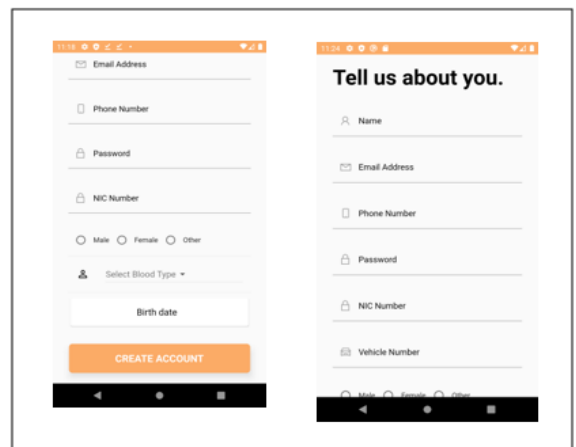 11:18
Email Address
Phone Number
Password
NIC Number
Male Female Other
Select Blood Type
Birth date
CREATE ACCOUNT
11:24
Tell us about you.
Name
Email Address
Phone Number
Password
NIC Number
Vehicle Number
Male Female Other